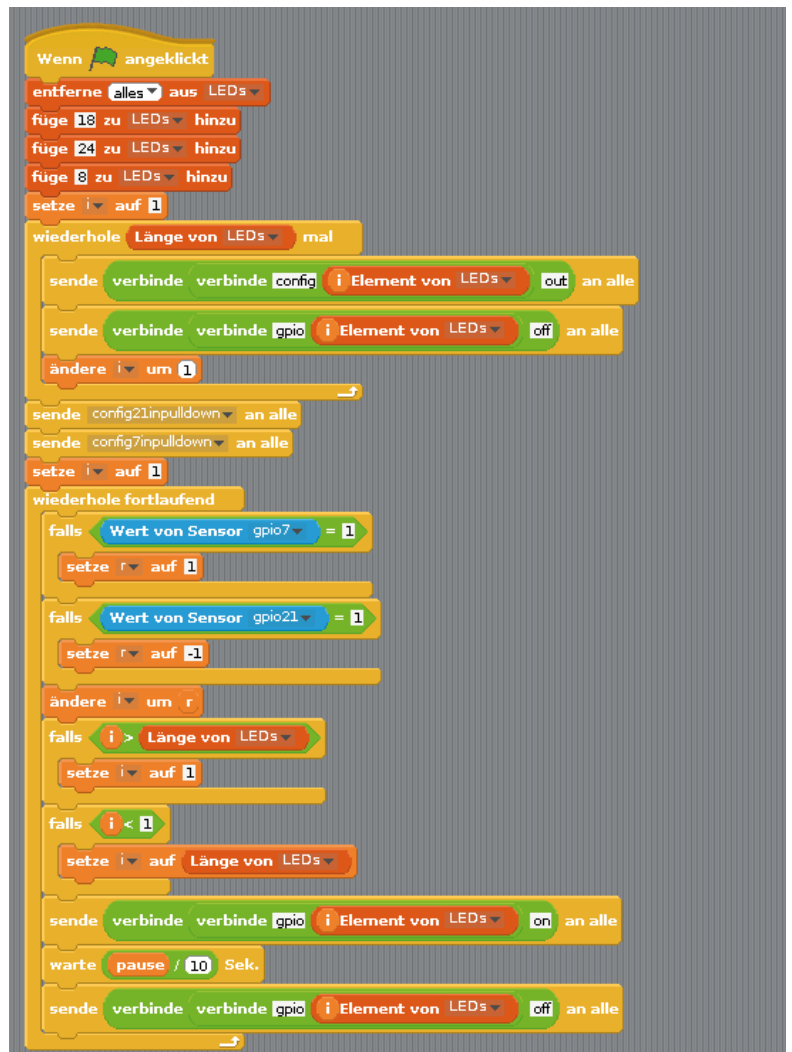 Wenn angeklickt
entferne alles aus LEDs
füge 18 zu LEDs hinzu
füge 24 zu LEDs hinzu
füge 8 zu LEDs hinzu
setze i auf 1
wiederhole Länge von LEDs mal
sende verbinde verbinde config i Element von LEDs out an alle
sende verbinde verbinde gpio i Element von LEDs off an alle
ändere i um 1
sende config21inpulldown an alle
sende config7inpulldown an alle
setze i auf 1
wiederhole fortlaufend
falls Wert von Sensor gpio7 = 1
setze r auf 1
falls Wert von Sensor gpio21 = 1
setze r auf -1
ändere i um r
falls i > Länge von LEDs
setze i auf 1
falls i < 1
setze i auf Länge von LEDs
sende verbinde verbinde gpio i Element von LEDs on an alle
warte pause / 10 Sek.
sende verbinde verbinde gpio i Element von LEDs off an alle